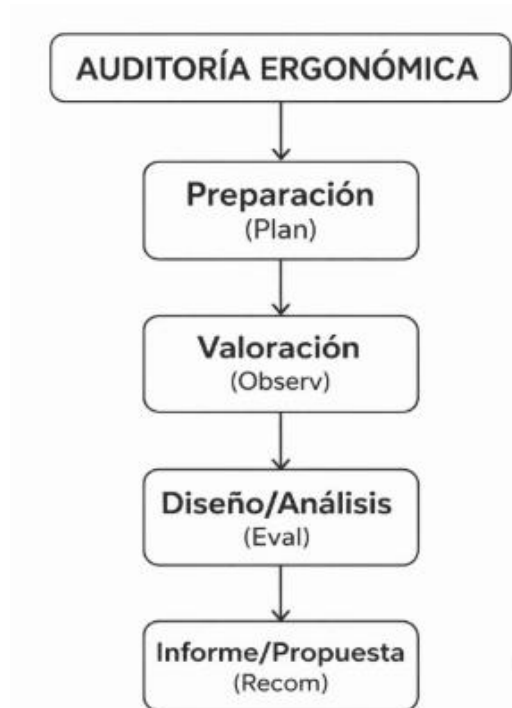 AUDITORÍA ERGONÓMICA
Preparación
(Plan)
Valoración
(Observ)
Diseño/Análisis
(Eval)
Informe/Propuesta
(Recom)